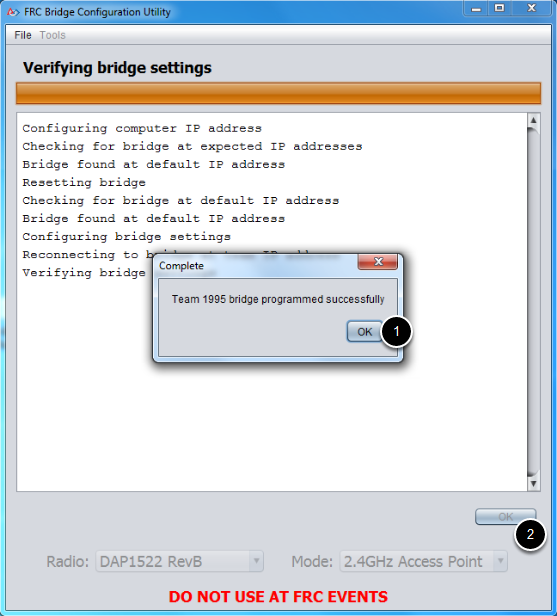 FRC Bridge Configuration Utility
File Tools
Verifying bridge settings
Configuring computer IP address
Checking for bridge at expected IP addresses
Bridge found at default IP address
Resetting bridge
Checking for bridge at default IP address
Bridge found at default IP address
Configuring bridge settings
Reconnecting to
Verifying bridge
Complete
Team 1995 bridge programmed successfully
OK
1
OK
2
Radio: DAP1522 RevB Mode: 2.4GHz Access Point
DO NOT USE AT FRC EVENTS